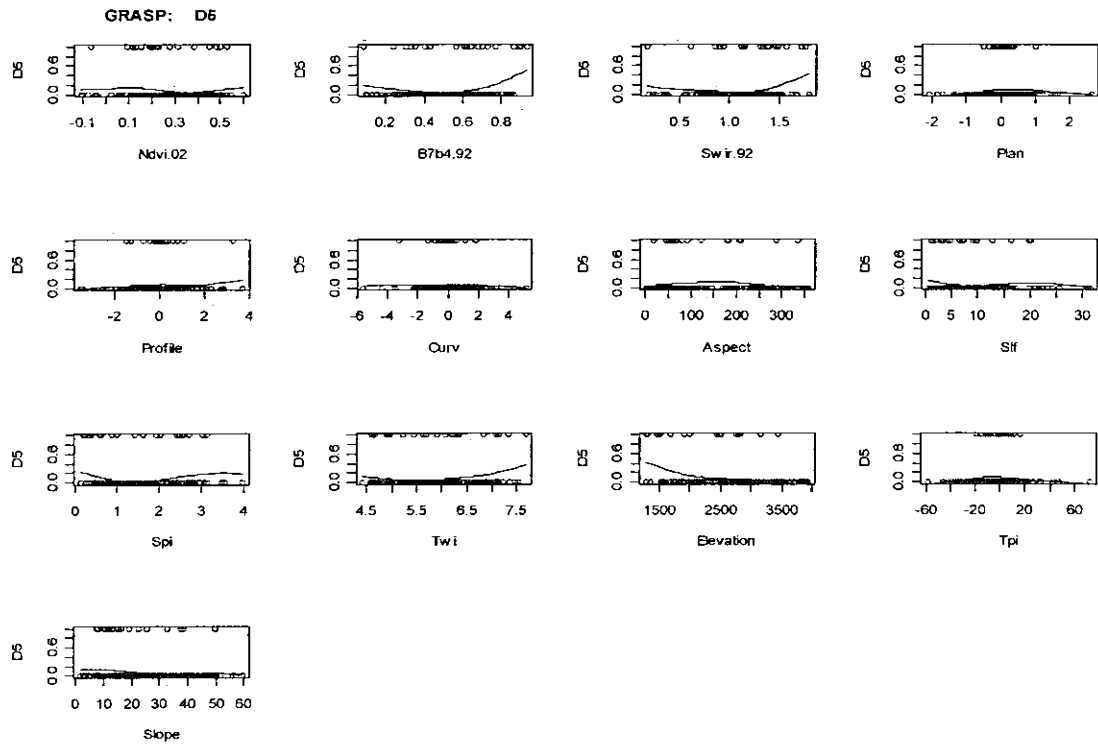 GRASP: D5
D5 0.0 0.6 -0.1 0.1 0.3 0.5 Ndvi.02
D5 0.0 0.6 0.2 0.4 0.6 0.8 B7b4.92
D5 0.0 0.6 0.5 1.0 1.5 Swir.92
D5 0.0 0.6 -2 -1 0 1 2 Plan
D5 0.0 0.6 -2 0 2 4 Profile
D5 0.0 0.6 -6 -4 -2 0 2 4 Curv
D5 0.0 0.6 0 100 200 300 Aspect
D5 0.0 0.6 0 5 10 20 30 Slf
D5 0.0 0.6 0 1 2 3 4 Spi
D5 0.0 0.6 4.5 5.5 6.5 7.5 Twi
D5 0.0 0.6 1500 2500 3500 Elevation
D5 0.0 0.6 -60 -20 0 20 60 Tpi
D5 0.0 0.6 0 10 20 30 40 50 60 Slope